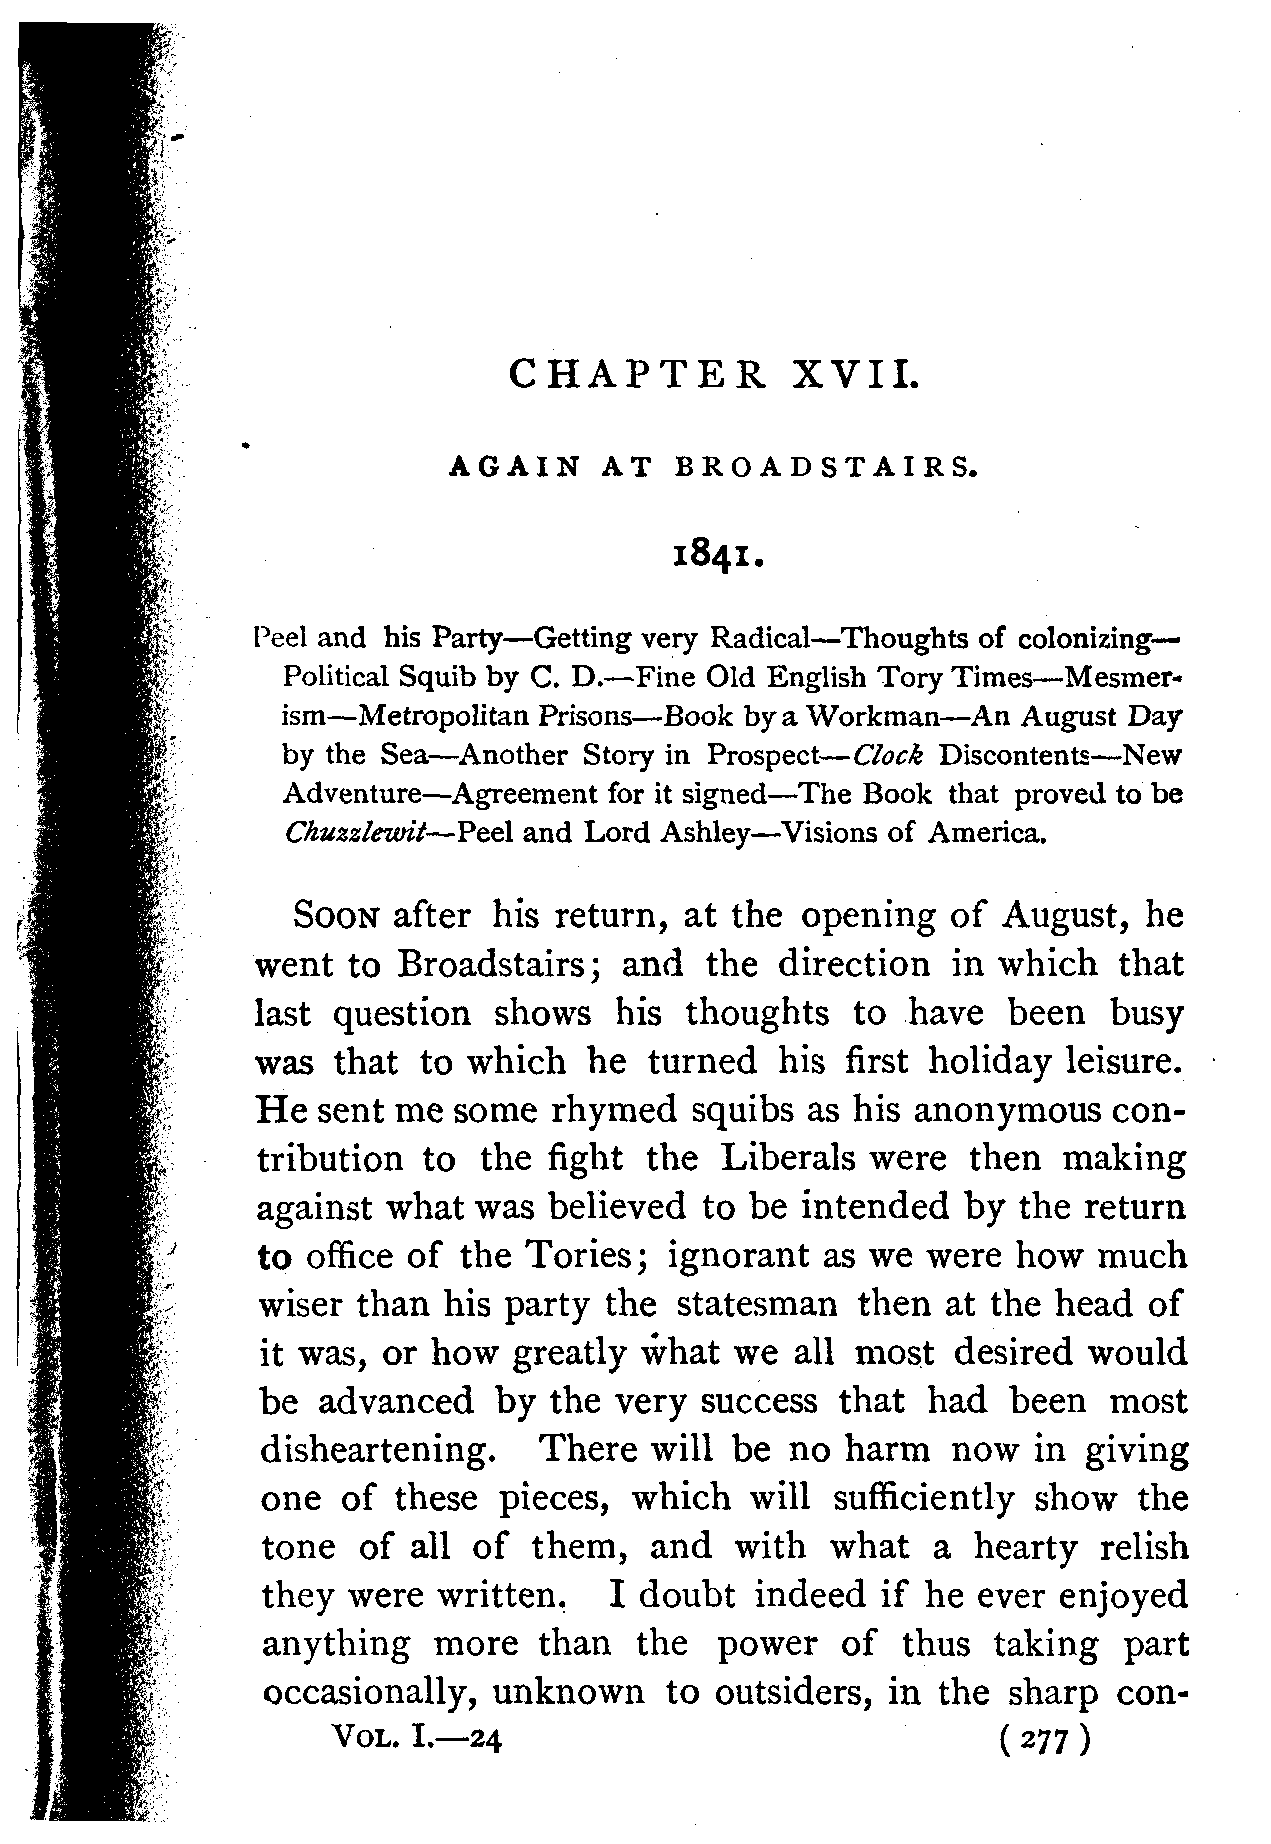 CHAPTER XVII.
AGAIN AT BROADSTAIRS.
1841.
Peel and his Party—Getting very Radical—Thoughts of colonizing—
Political Squib by C. D.—Fine Old English Tory Times—Mesmer-
ism—Metropolitan Prisons—Book by a Workman—An August Day
by the Sea—Another Story in Prospect—Clock Discontents—New
Adventure—Agreement for it signed—The Book that proved to be
Chuzzlewit—Peel and Lord Ashley—Visions of America.
SOON after his return, at the opening of August, he
went to Broadstairs; and the direction in which that
last question shows his thoughts to have been busy
was that to which he turned his first holiday leisure.
He sent me some rhymed squibs as his anonymous con-
tribution to the fight the Liberals were then making
against what was believed to be intended by the return
to office of the Tories; ignorant as we were how much
wiser than his party the statesman then at the head of
it was, or how greatly what we all most desired would
be advanced by the very success that had been most
disheartening. There will be no harm now in giving
one of these pieces, which will sufficiently show the
tone of all of them, and with what a hearty relish
they were written. I doubt indeed if he ever enjoyed
anything more than the power of thus taking part
occasionally, unknown to outsiders, in the sharp con-
VOL. I.—24 (277)